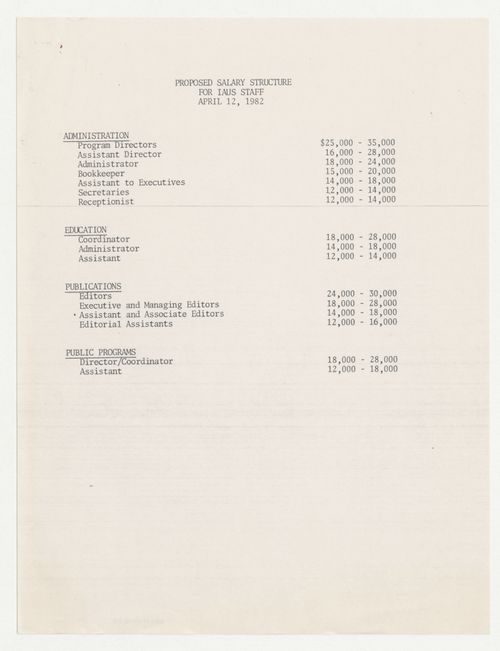 PROPOSED SALARY STRUCTURE
FOR IAUS STAFF
APRIL 12, 1982
ADMINISTRATION
Program Directors $25,000 - 35,000
Assistant Director 16,000 - 28,000
Administrator 18,000 - 24,000
Bookkeeper 15,000 - 20,000
Assistant to Executives 14,000 - 18,000
Secretaries 12,000 - 14,000
Receptionist 12,000 - 14,000
EDUCATION
Coordinator 18,000 - 28,000
Administrator 14,000 - 18,000
Assistant 12,000 - 14,000
PUBLICATIONS
Editors 24,000 - 30,000
Executive and Managing Editors 18,000 - 28,000
Assistant and Associate Editors 14,000 - 18,000
Editorial Assistants 12,000 - 16,000
PUBLIC PROGRAMS
Director/Coordinator 18,000 - 28,000
Assistant 12,000 - 18,000